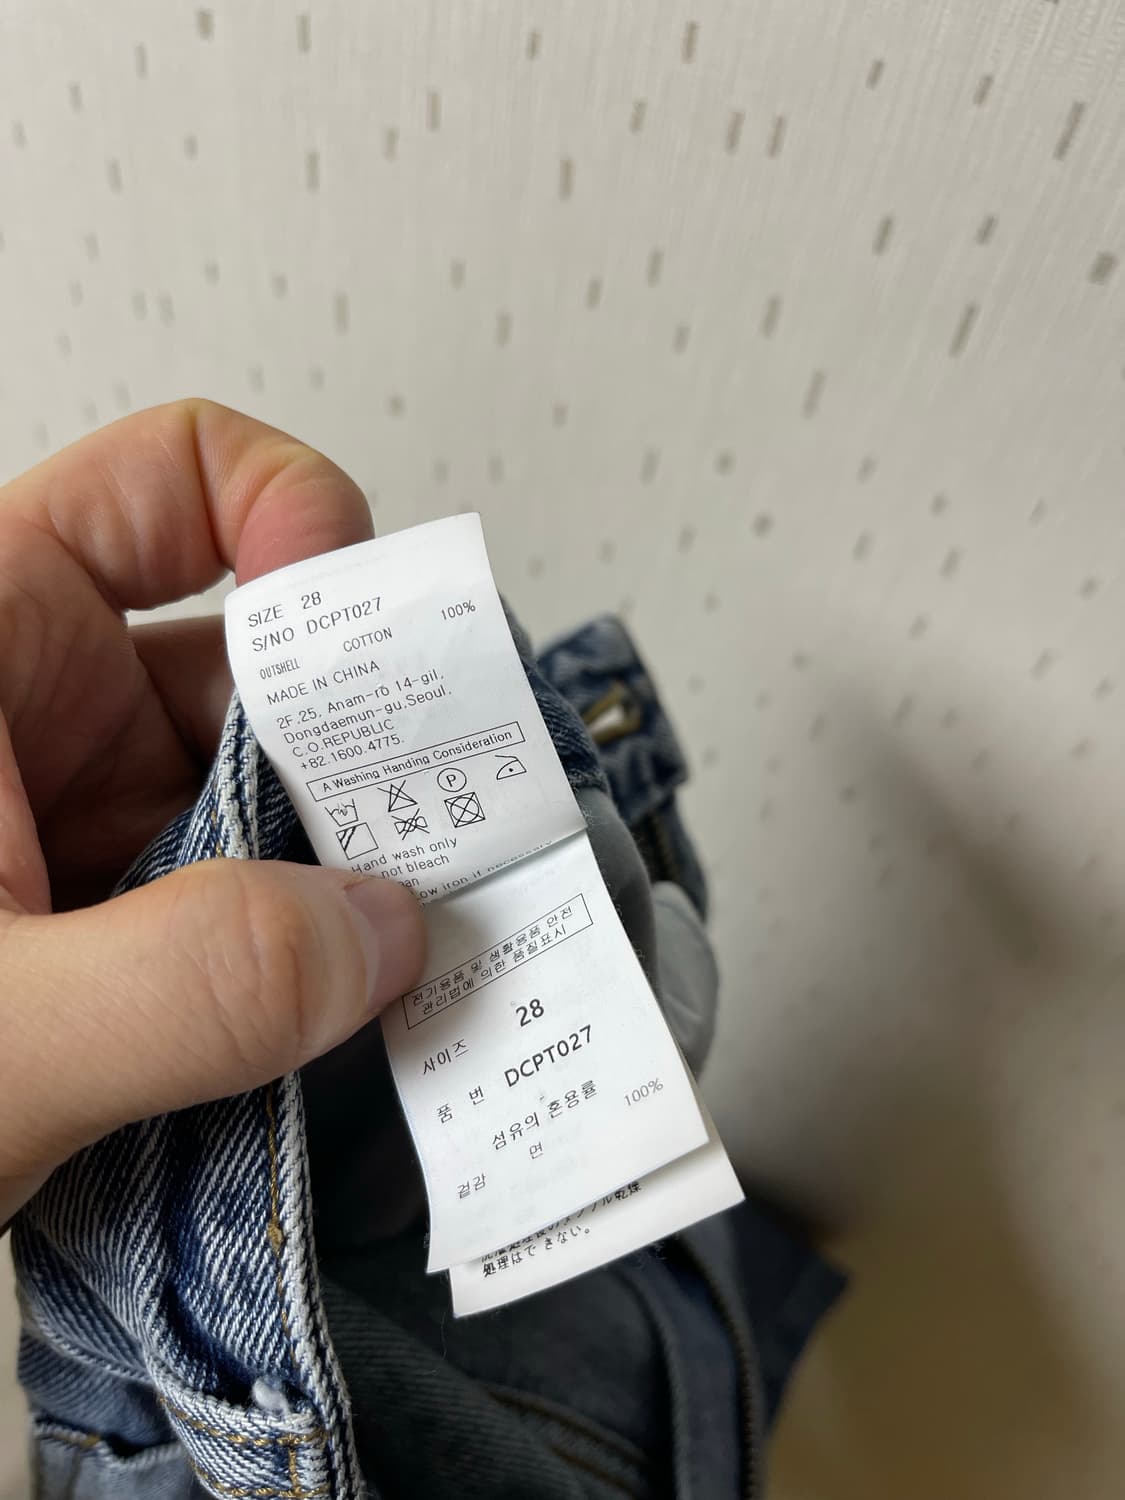 SIZE 28
S/NO DCPT027
OUTSHELL COTTON 100%
MADE IN CHINA
2F,25, Anam-ro 14-gil,
Dongdaemun-gu,Seoul,
C.O.REPUBLIC
+82.1600.4775.
A Washing Handing Consideration
P
Hand wash only
not bleach
ow iron if necessary
전기용품 및 생활용품 안전
관리법에 의한 품질표시
사이즈 28
품 번 DCPT027
섬유의 혼용률
겉감 면 100%
処理はできない。